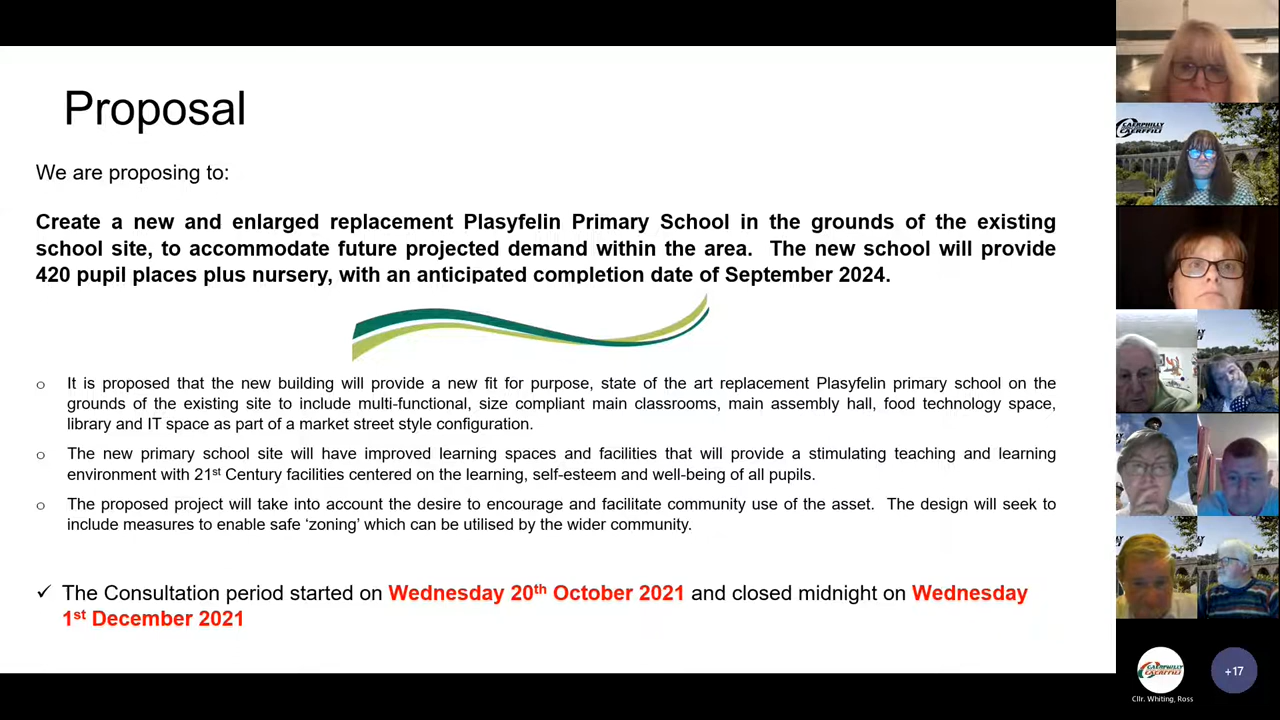 Proposal
We are proposing to:
Create a new and enlarged replacement Plasyfelin Primary School in the grounds of the existing
school site, to accommodate future projected demand within the area. The new school will provide
420 pupil places plus nursery, with an anticipated completion date of September 2024.
○ It is proposed that the new building will provide a new fit for purpose, state of the art replacement Plasyfelin primary school on the
grounds of the existing site to include multi-functional, size compliant main classrooms, main assembly hall, food technology space,
library and IT space as part of a market street style configuration.
○ The new primary school site will have improved learning spaces and facilities that will provide a stimulating teaching and learning
environment with 21st Century facilities centered on the learning, self-esteem and well-being of all pupils.
○ The proposed project will take into account the desire to encourage and facilitate community use of the asset. The design will seek to
include measures to enable safe ‘zoning’ which can be utilised by the wider community.
✓ The Consultation period started on Wednesday 20th October 2021 and closed midnight on Wednesday
1st December 2021
CAERPHILLY
CAERFFILI
CAERPHILLY
CAERFFILI
+17
Cllr. Whiting, Ross